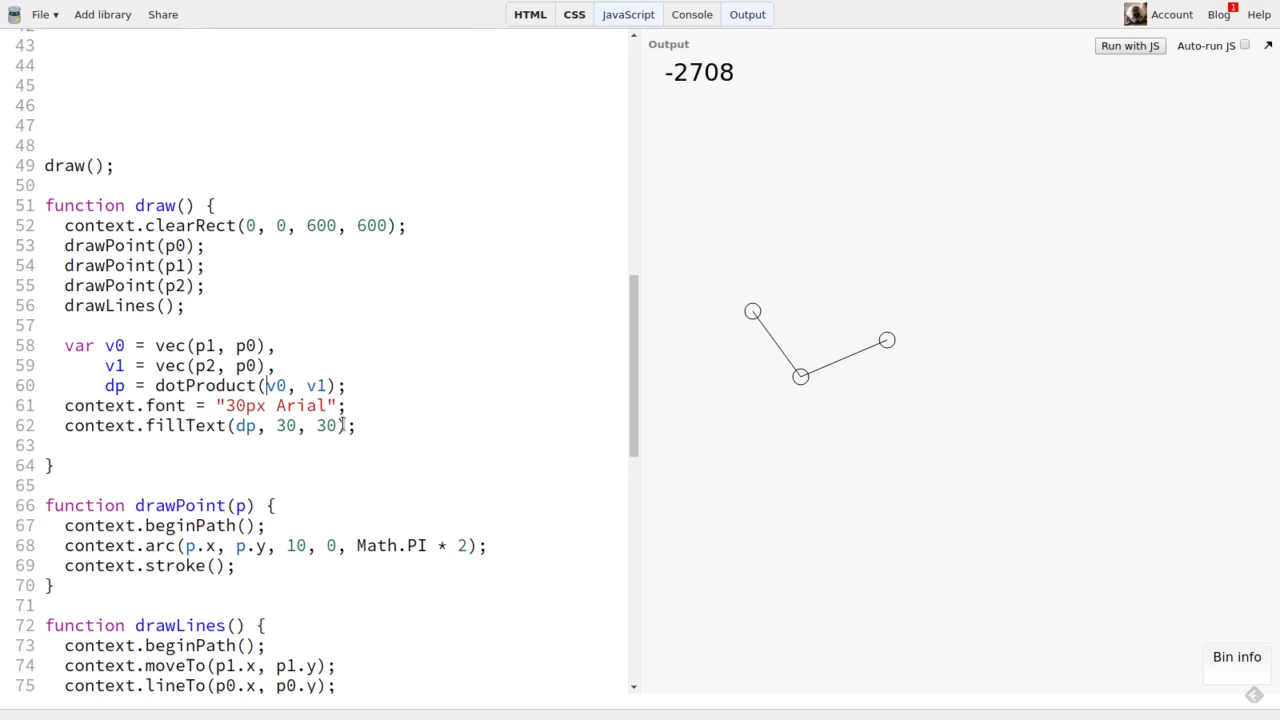 File ▾ Add library Share HTML CSS JavaScript Console Output Account Blog 1 Help
43
44
45
46
47
48
49 draw();
50
51 function draw() {
52 context.clearRect(0, 0, 600, 600);
53 drawPoint(p0);
54 drawPoint(p1);
55 drawPoint(p2);
56 drawLines();
57
58 var v0 = vec(p1, p0),
59 v1 = vec(p2, p0),
60 dp = dotProduct(v0, v1);
61 context.font = "30px Arial";
62 context.fillText(dp, 30, 30);
63
64 }
65
66 function drawPoint(p) {
67 context.beginPath();
68 context.arc(p.x, p.y, 10, 0, Math.PI * 2);
69 context.stroke();
70 }
71
72 function drawLines() {
73 context.beginPath();
74 context.moveTo(p1.x, p1.y);
75 context.lineTo(p0.x, p0.y);
Output Run with JS Auto-run JS
-2708
Bin info